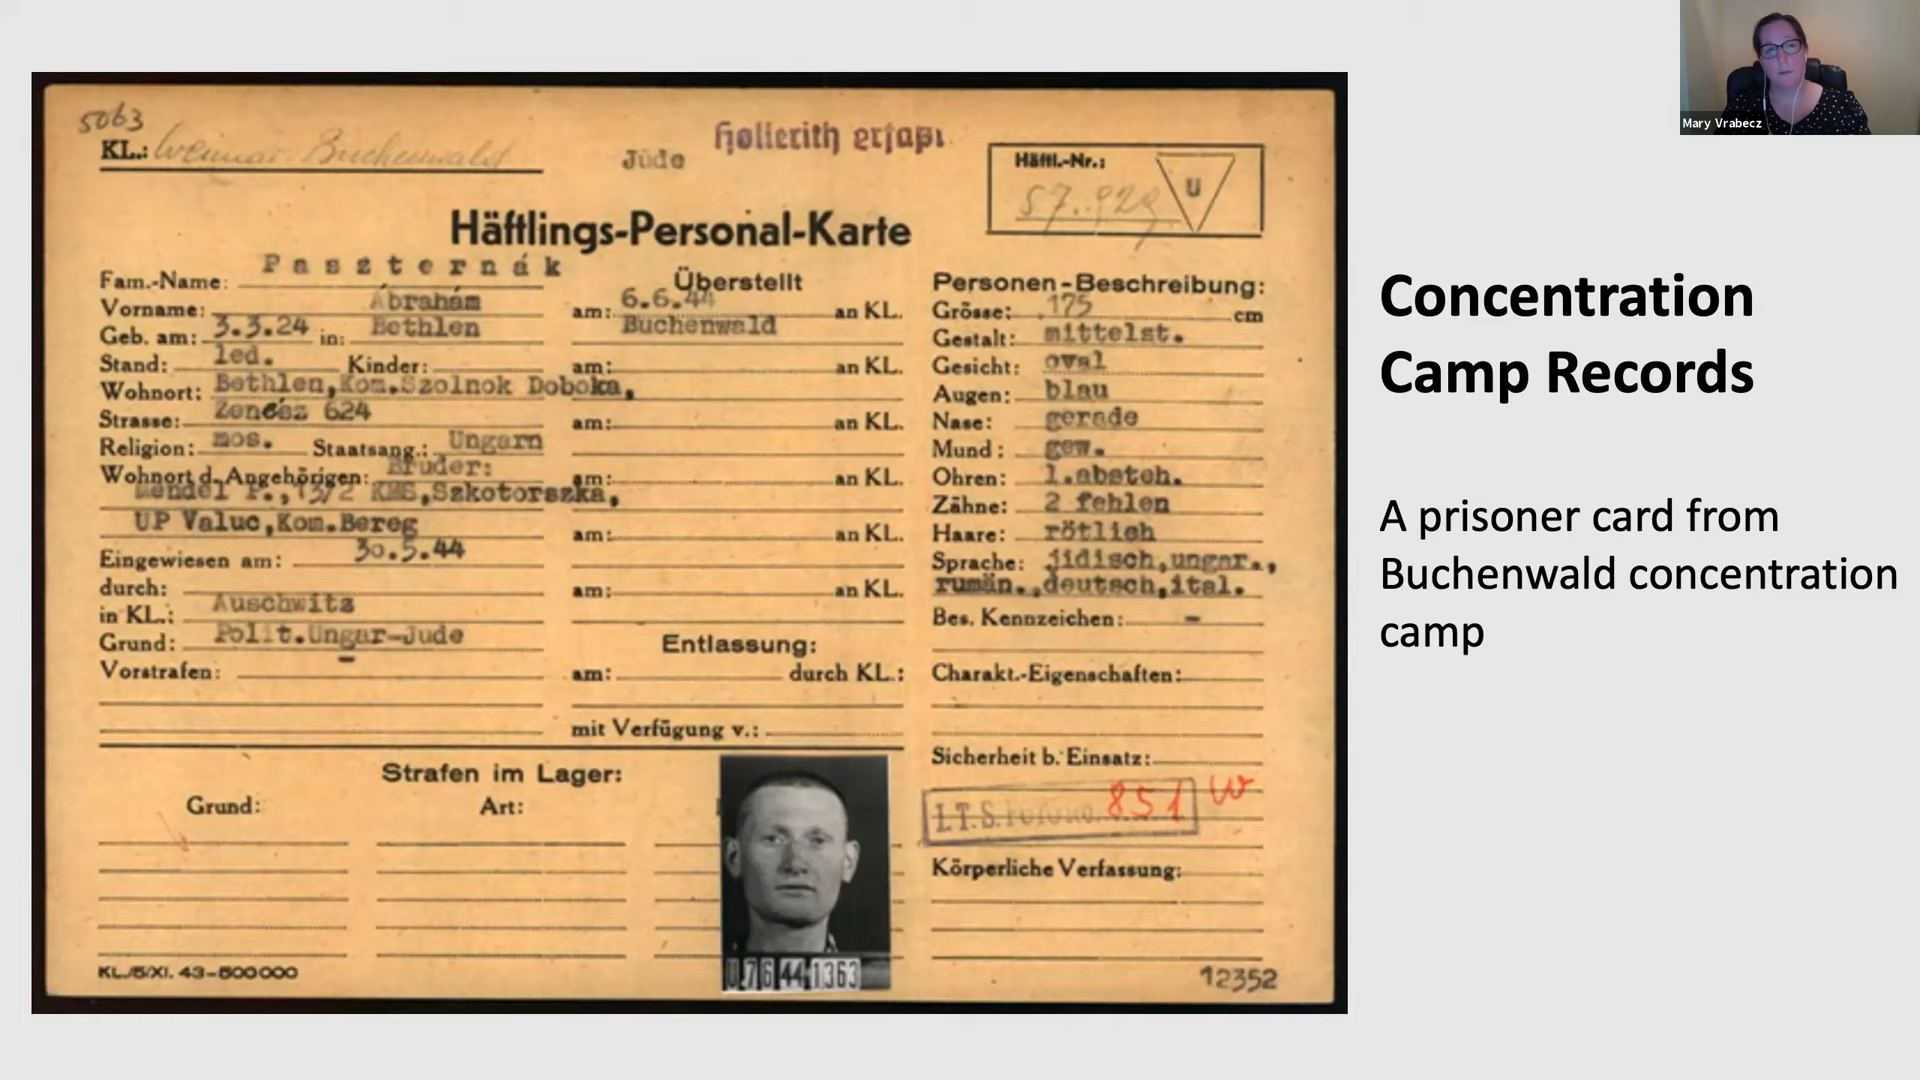 Mary Vrabecz
5063
KL.: Weimar-Buchenwald
Jude
Hollerith erfaßt
Häftl.-Nr.:
57.929
U
Häftlings-Personal-Karte
Fam.-Name: Paszternák
Vorname: Ábrahám
Geb. am: 3.3.24 in: Bethlen
Stand: led. Kinder:
Wohnort: Bethlen, Kom.Szolnok Doboka,
Strasse: 624
Religion: mos. Staatsang.: Ungarn
Wohnort d. Angehörigen: Bruder:
Mendel P., KMS, Szkotorszka,
UP Valuc, Kom. Bereg
Eingewiesen am: 30.5.44
durch:
in KL.: Auschwitz
Grund: Polit.Ungar-Jude
Vorstrafen: -
Überstellt
am: 6.6.44 an KL.
Buchenwald
am: an KL.
am: an KL.
am: an KL.
am: an KL.
am: an KL.
Entlassung:
am: durch KL.:
mit Verfügung v.:
Personen-Beschreibung:
Grösse: 175 cm
Gestalt: mittelst.
Gesicht: oval
Augen: blau
Nase: gerade
Mund: gew.
Ohren: l.absteh.
Zähne: 2 fehlen
Haare: rötlich
Sprache: jidisch, ungar.,
rumän., deutsch, ital.
Bes. Kennzeichen: -
Charakt.-Eigenschaften:
Sicherheit b. Einsatz:
I.T.S. 851 W
Körperliche Verfassung:
Strafen im Lager:
Grund: Art:
KL/5/XI. 43-500000
U 7 6 44 1363
12352
Concentration
Camp Records
A prisoner card from
Buchenwald concentration
camp